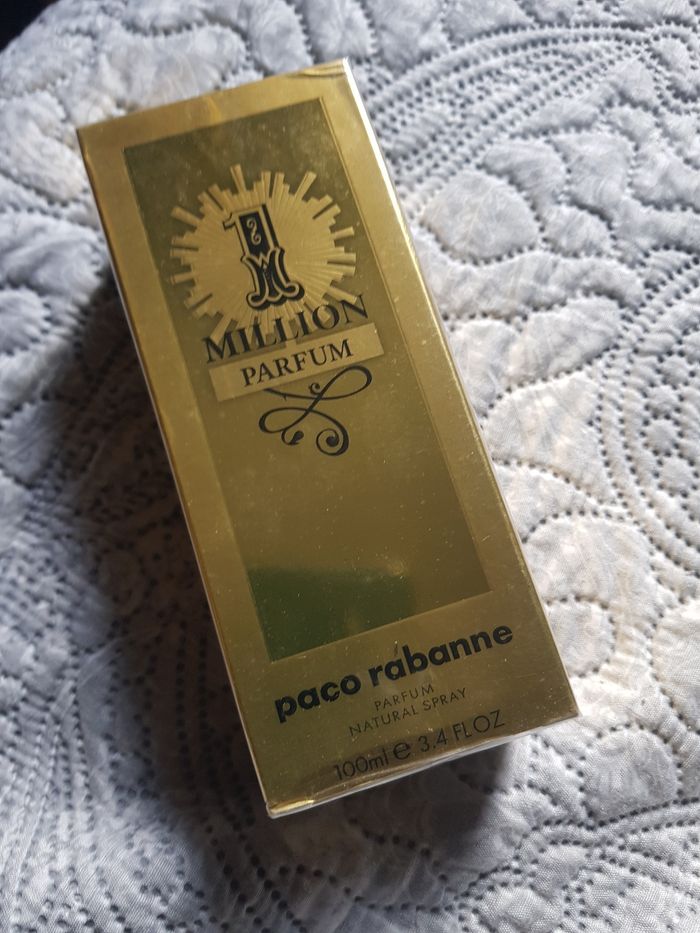 1
MILLION
PARFUM
paco rabanne
PARFUM
NATURAL SPRAY
100ml e 3.4 FL OZ